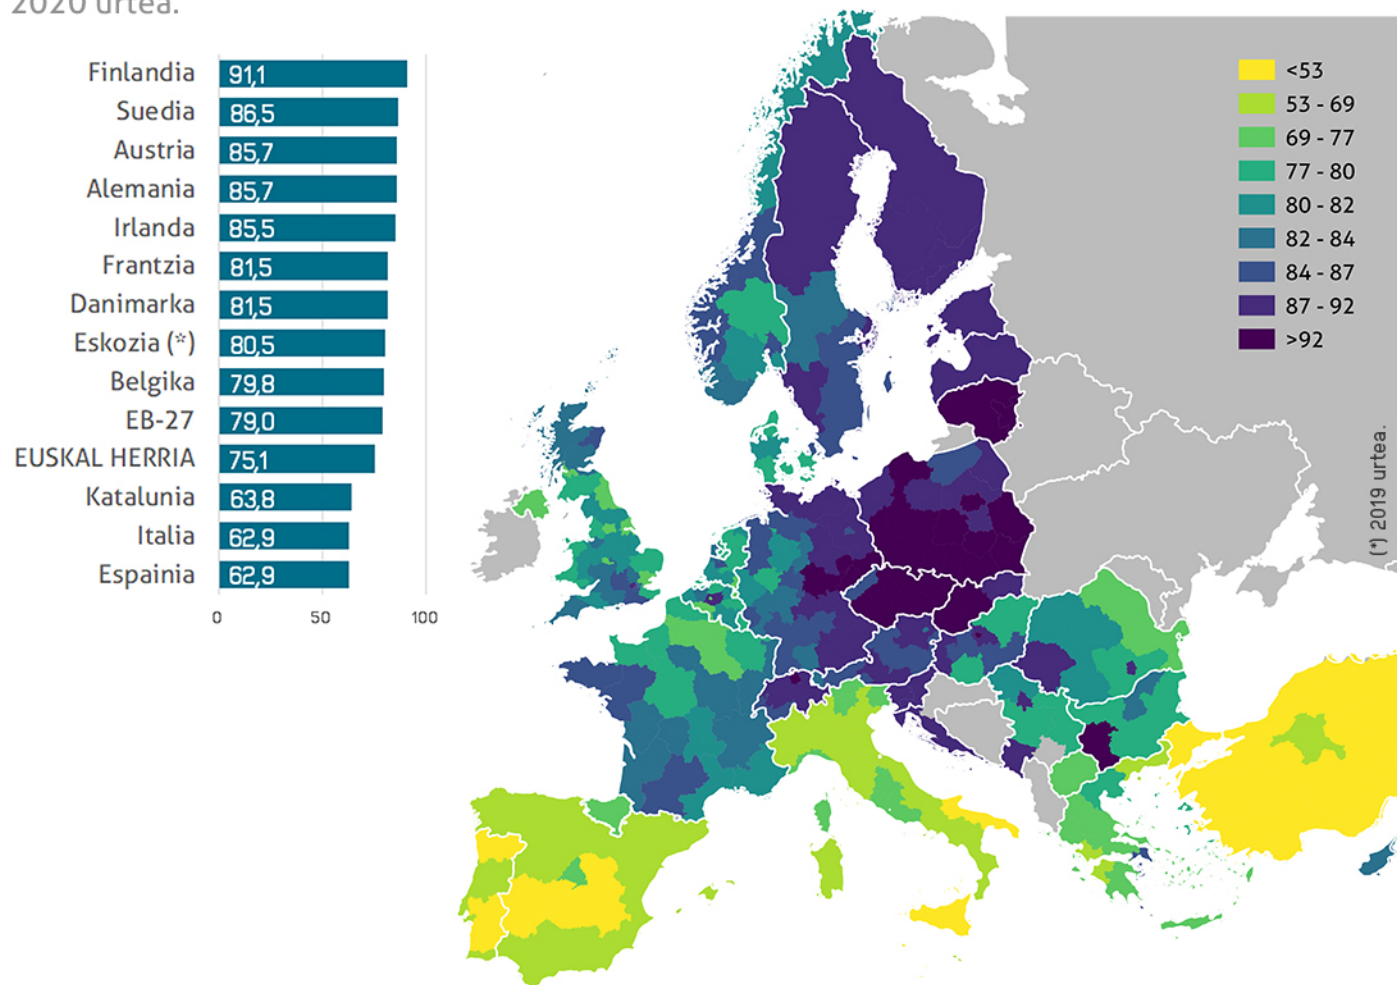 2020 urtea.
Finlandia 91,1
Suedia 86,5
Austria 85,7
Alemania 85,7
Irlanda 85,5
Frantzia 81,5
Danimarka 81,5
Eskozia (*) 80,5
Belgika 79,8
EB-27 79,0
EUSKAL HERRIA 75,1
Katalunia 63,8
Italia 62,9
Espainia 62,9
0 50 100
<53
53 - 69
69 - 77
77 - 80
80 - 82
82 - 84
84 - 87
87 - 92
>92
(*) 2019 urtea.